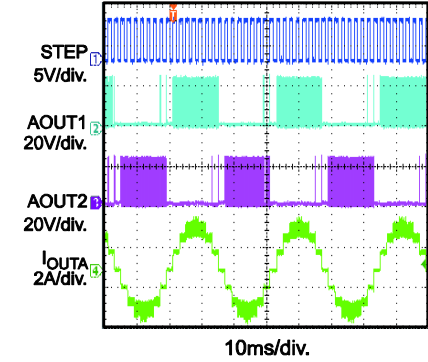 T
STEP
1
5V/div.
AOUT1
2
20V/div.
AOUT2
3
20V/div.
IOUTA
4
2A/div.
10ms/div.